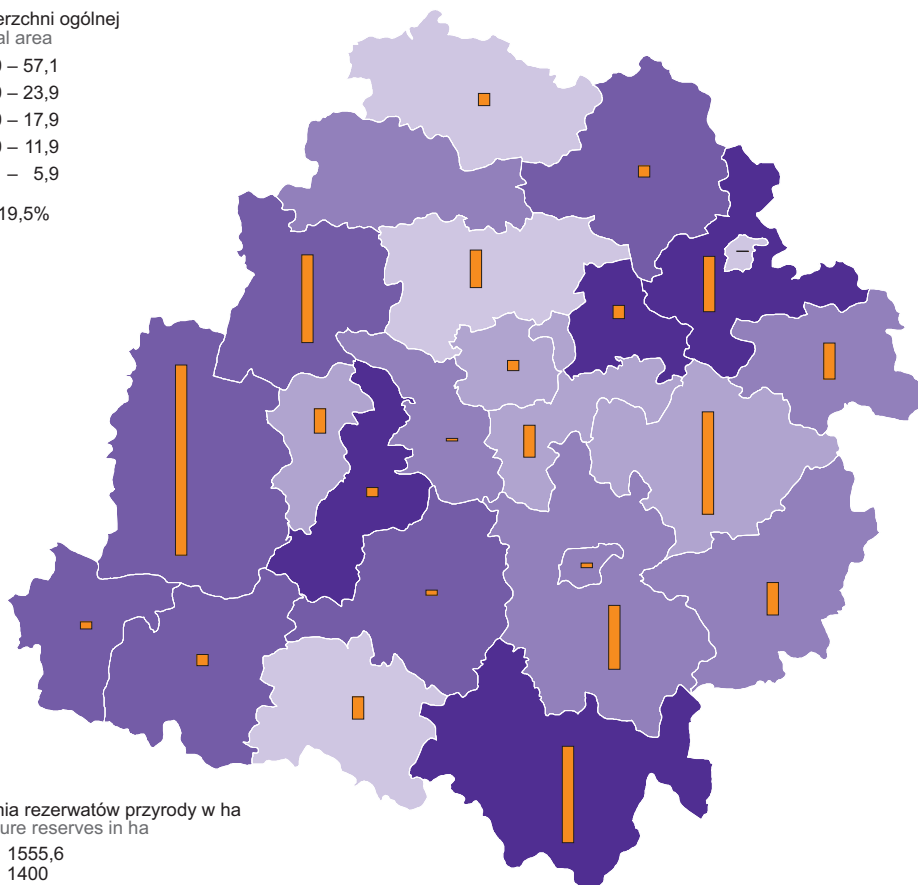 erzchni ogólnej
al area
– 57,1
– 23,9
– 17,9
– 11,9
– 5,9
19,5%
nia rezerwatów przyrody w ha
ure reserves in ha
1555,6
1400